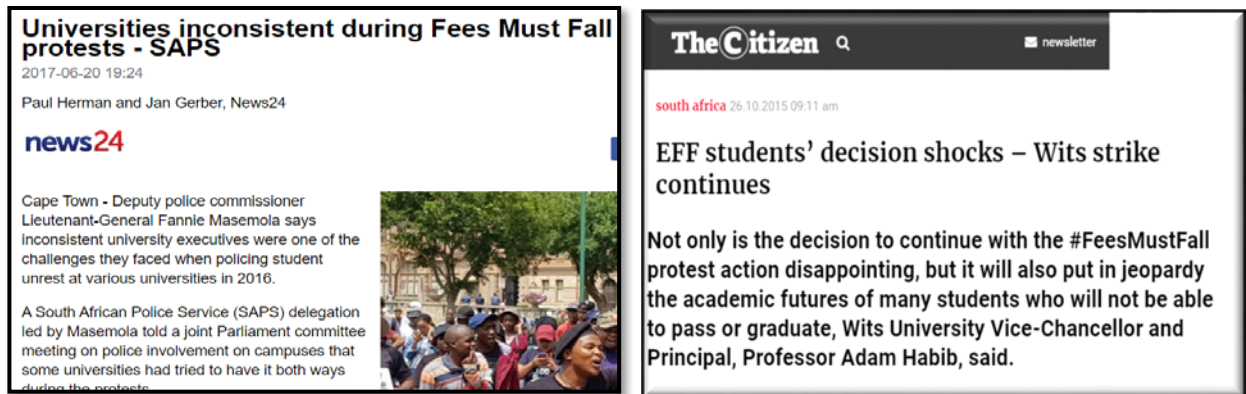 Universities inconsistent during Fees Must Fall
protests - SAPS
2017-06-20 19:24
Paul Herman and Jan Gerber, News24
news24
Cape Town - Deputy police commissioner
Lieutenant-General Fannie Masemola says
inconsistent university executives were one of the
challenges they faced when policing student
unrest at various universities in 2016.
A South African Police Service (SAPS) delegation
led by Masemola told a joint Parliament committee
meeting on police involvement on campuses that
some universities had tried to have it both ways
during the protests
The Citizen
newsletter
south africa 26.10.2015 09:11 am
EFF students’ decision shocks – Wits strike
continues
Not only is the decision to continue with the #FeesMustFall
protest action disappointing, but it will also put in jeopardy
the academic futures of many students who will not be able
to pass or graduate, Wits University Vice-Chancellor and
Principal, Professor Adam Habib, said.